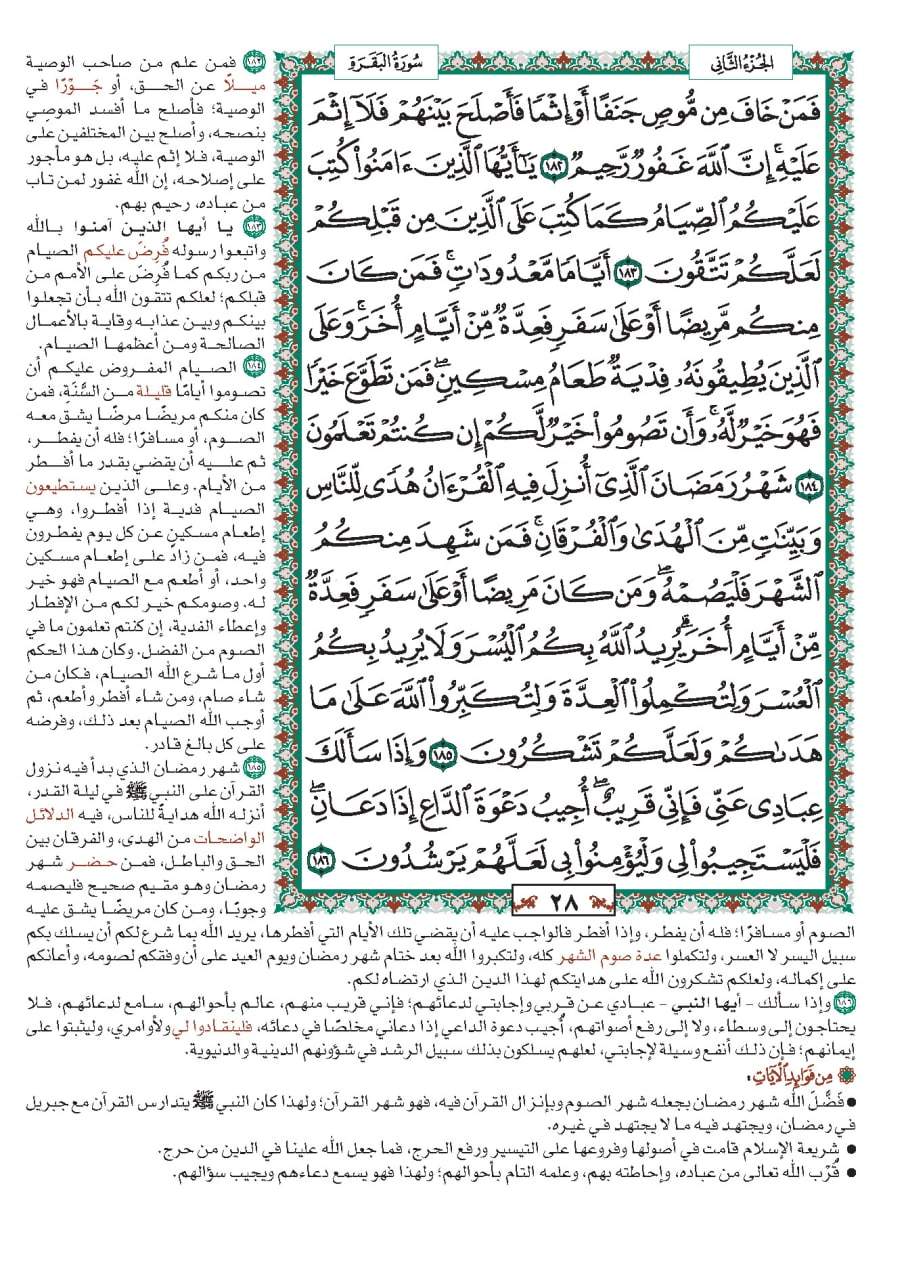 الجزء الثاني
سورة البقرة
فَمَنْ خَافَ مِن مُّوصٍ جَنَفًا أَوْ إِثْمًا فَأَصْلَحَ بَيْنَهُمْ فَلَآ إِثْمَ
عَلَيْهِ ۚ إِنَّ ٱللَّهَ غَفُورٌ رَّحِيمٌ ١٨٢ يَٰٓأَيُّهَا ٱلَّذِينَ ءَامَنُوا۟ كُتِبَ
عَلَيْكُمُ ٱلصِّيَامُ كَمَا كُتِبَ عَلَى ٱلَّذِينَ مِن قَبْلِكُمْ
لَعَلَّكُمْ تَتَّقُونَ ١٨٣ أَيَّامًا مَّعْدُودَٰتٍ ۚ فَمَن كَانَ
مِنكُم مَّرِيضًا أَوْ عَلَىٰ سَفَرٍ فَعِدَّةٌ مِّنْ أَيَّامٍ أُخَرَ ۚ وَعَلَى
ٱلَّذِينَ يُطِيقُونَهُۥ فِدْيَةٌ طَعَامُ مِسْكِينٍ ۖ فَمَن تَطَوَّعَ خَيْرًا
فَهُوَ خَيْرٌ لَّهُۥ ۚ وَأَن تَصُومُوا۟ خَيْرٌ لَّكُمْ ۖ إِن كُنتُمْ تَعْلَمُونَ
١٨٤ شَهْرُ رَمَضَانَ ٱلَّذِىٓ أُنزِلَ فِيهِ ٱلْقُرْءَانُ هُدًى لِّلنَّاسِ
وَبَيِّنَٰتٍ مِّنَ ٱلْهُدَىٰ وَٱلْفُرْقَانِ ۚ فَمَن شَهِدَ مِنكُمُ
ٱلشَّهْرَ فَلْيَصُمْهُ ۖ وَمَن كَانَ مَرِيضًا أَوْ عَلَىٰ سَفَرٍ فَعِدَّةٌ
مِّنْ أَيَّامٍ أُخَرَ ۗ يُرِيدُ ٱللَّهُ بِكُمُ ٱلْيُسْرَ وَلَا يُرِيدُ بِكُمُ
ٱلْعُسْرَ وَلِتُكْمِلُوا۟ ٱلْعِدَّةَ وَلِتُكَبِّرُوا۟ ٱللَّهَ عَلَىٰ مَا
هَدَىٰكُمْ وَلَعَلَّكُمْ تَشْكُرُونَ ١٨٥ وَإِذَا سَأَلَكَ
عِبَادِى عَنِّى فَإِنِّى قَرِيبٌ ۖ أُجِيبُ دَعْوَةَ ٱلدَّاعِ إِذَا دَعَانِ ۖ
فَلْيَسْتَجِيبُوا۟ لِى وَلْيُؤْمِنُوا۟ بِى لَعَلَّهُمْ يَرْشُدُونَ ١٨٦
٢٨
١٨٢ فمن علم من صاحب الوصية
ميلًا عن الحق، أو جَوْرًا في
الوصية؛ فأصلح ما أفسد الموصِي
بنصحه، وأصلح بين المختلفين على
الوصية، فلا إثم عليه، بل هو مأجور
على إصلاحه، إن الله غفور لمن تاب
من عباده، رحيم بهم.
١٨٣ يا أيها الذين آمنوا بالله
واتبعوا رسوله فُرِضَ عليكم الصيام
من ربكم كما فُرِضَ على الأمم من
قبلكم؛ لعلكم تتقون الله بأن تجعلوا
بينكم وبين عذابه وقاية بالأعمال
الصالحة ومن أعظمها الصيام.
١٨٤ الصيام المفروض عليكم أن
تصوموا أيامًا قليلة من السَّنَةِ، فمن
كان منكم مريضًا مرضًا يشق معه
الصوم، أو مسافرًا؛ فله أن يفطر،
ثم عليه أن يقضي بقدر ما أفطر
من الأيام. وعلى الذين يستطيعون
الصيام فدية إذا أفطروا، وهي
إطعام مسكينٍ عن كل يوم يفطرون
فيه، فمن زاد على إطعام مسكين
واحد، أو أطعم مع الصيام فهو خير
له. وصومكم خير لكم من الإفطار
وإعطاء الفدية، إن كنتم تعلمون ما في
الصوم من الفضل. وكان هذا الحكم
أول ما شرع الله الصيام، فكان من
شاء صام، ومن شاء أفطر وأطعم، ثم
أوجب الله الصيام بعد ذلك، وفرضه
على كل بالغ قادر.
١٨٥ شهر رمضان الذي بدأ فيه نزول
القرآن على النبي ﷺ في ليلة القدر،
أنزله الله هدايةً للناس، فيه الدلائل
الواضحات من الهدى، والفرقان بين
الحق والباطل، فمن حضر شهر
رمضان وهو مقيم صحيح فليصمه
وجوبًا، ومن كان مريضًا يشق عليه
الصوم أو مسافرًا؛ فله أن يفطر، وإذا أفطر فالواجب عليه أن يقضي تلك الأيام التي أفطرها، يريد الله بما شرع لكم أن يسلك بكم
سبيل اليسر لا العسر، ولتكملوا عدة صوم الشهر كله، ولتكبروا الله بعد ختام شهر رمضان ويوم العيد على أن وفقكم لصومه، وأعانكم
على إكماله، ولعلكم تشكرون الله على هدايتكم لهذا الدين الذي ارتضاه لكم.
١٨٦ وإذا سألك - أيها النبي - عبادي عن قربي وإجابتي لدعائهم؛ فإني قريب منهم، عالم بأحوالهم، سامع لدعائهم، فلا
يحتاجون إلى وسطاء، ولا إلى رفع أصواتهم، أُجيب دعوة الداعي إذا دعاني مخلصًا في دعائه، فلينقادوا لي ولأوامري، وليثبتوا على
إيمانهم؛ فإن ذلك أنفع وسيلة لإجابتي، لعلهم يسلكون بذلك سبيل الرشد في شؤونهم الدينية والدنيوية.
من فوائد الآيات:
● فَضَّلَ الله شهر رمضان بجعله شهر الصوم وبإنزال القرآن فيه، فهو شهر القرآن؛ ولهذا كان النبي ﷺ يتدارس القرآن مع جبريل
في رمضان، ويجتهد فيه ما لا يجتهد في غيره.
● شريعة الإسلام قامت في أصولها وفروعها على التيسير ورفع الحرج، فما جعل الله علينا في الدين من حرج.
● قُرْب الله تعالى من عباده، وإحاطته بهم، وعلمه التام بأحوالهم؛ ولهذا فهو يسمع دعاءهم ويجيب سؤالهم.